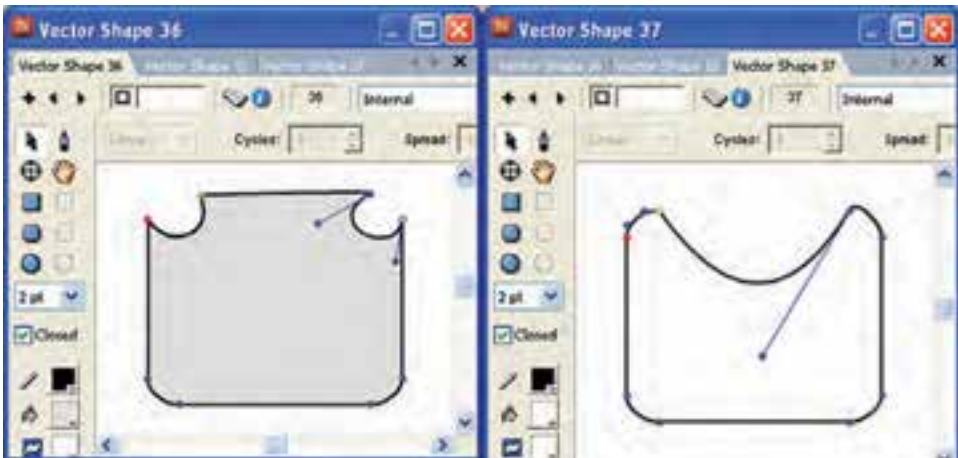 Vector Shape 36
Vector Shape 36
36
Internal
Cycles:
Spread:
2 pt
Closed
Vector Shape 37
Vector Shape 37
37
Internal
Cycles:
Spread:
2 pt
Closed